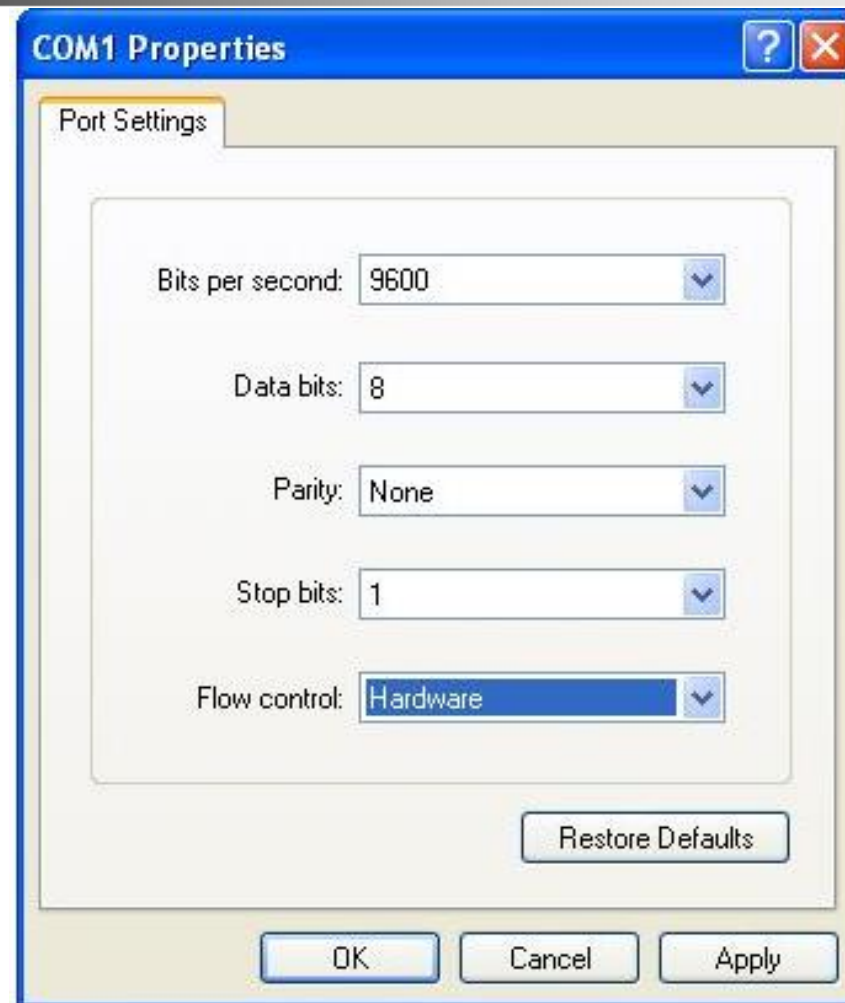 COM1 Properties
Port Settings
Bits per second: 9600
Data bits: 8
Parity: None
Stop bits: 1
Flow control: Hardware
Restore Defaults
OK Cancel Apply